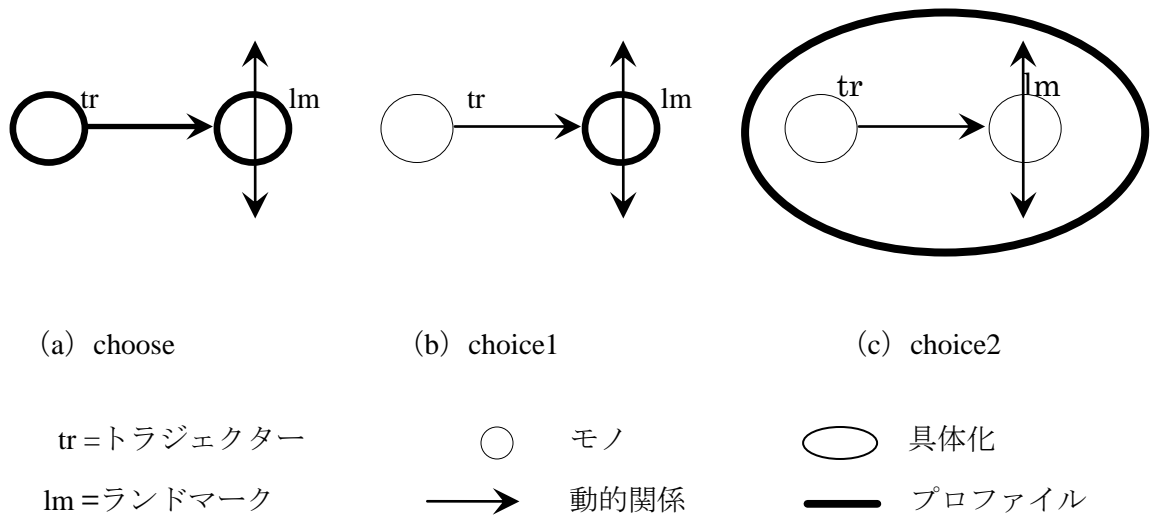 tr lm
tr lm
tr lm
(a) choose
(b) choice1
(c) choice2
tr =トラジェクター
モノ
具体化
lm =ランドマーク
動的関係
プロファイル